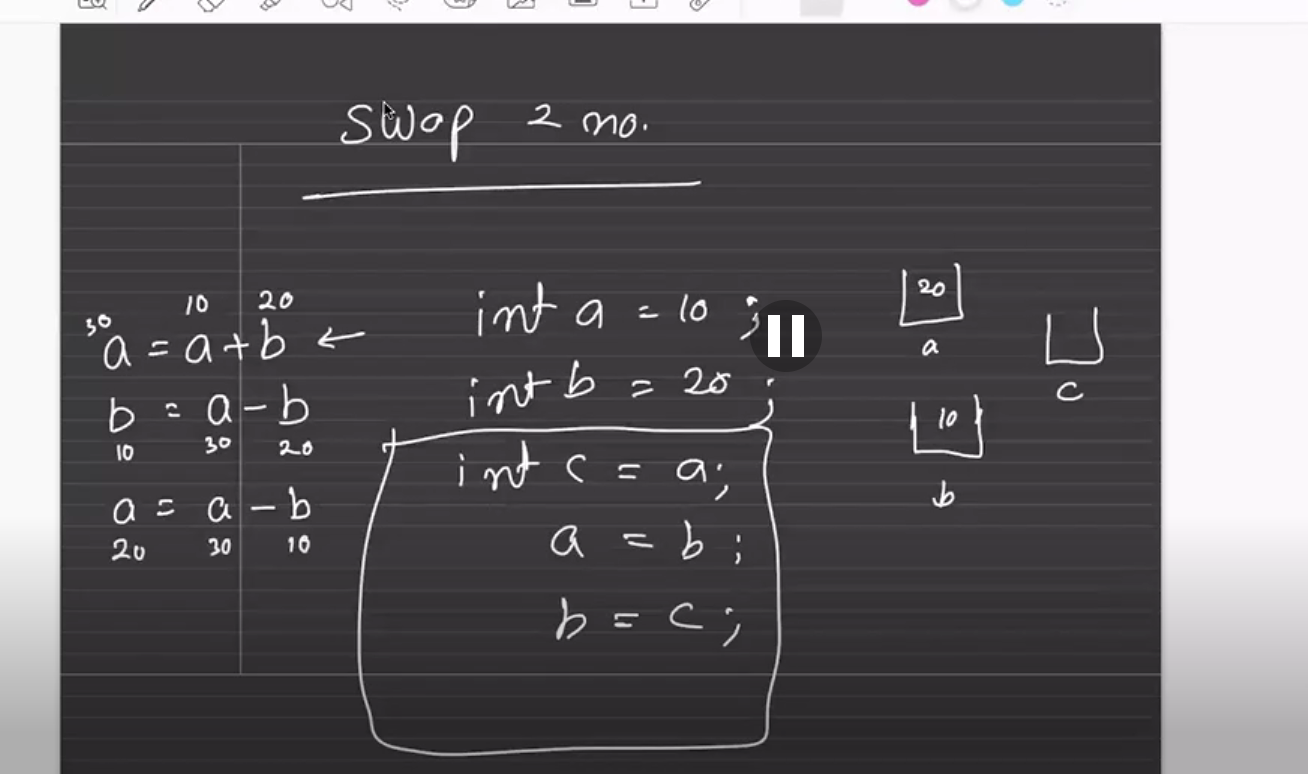 Swap 2 no.
10 20
30
a = a + b ←
b = a - b
10 30 20
a = a - b
20 30 10
int a = 10 ;
int b = 20 ;
int c = a;
a = b ;
b = c ;
20
a
c
10
b